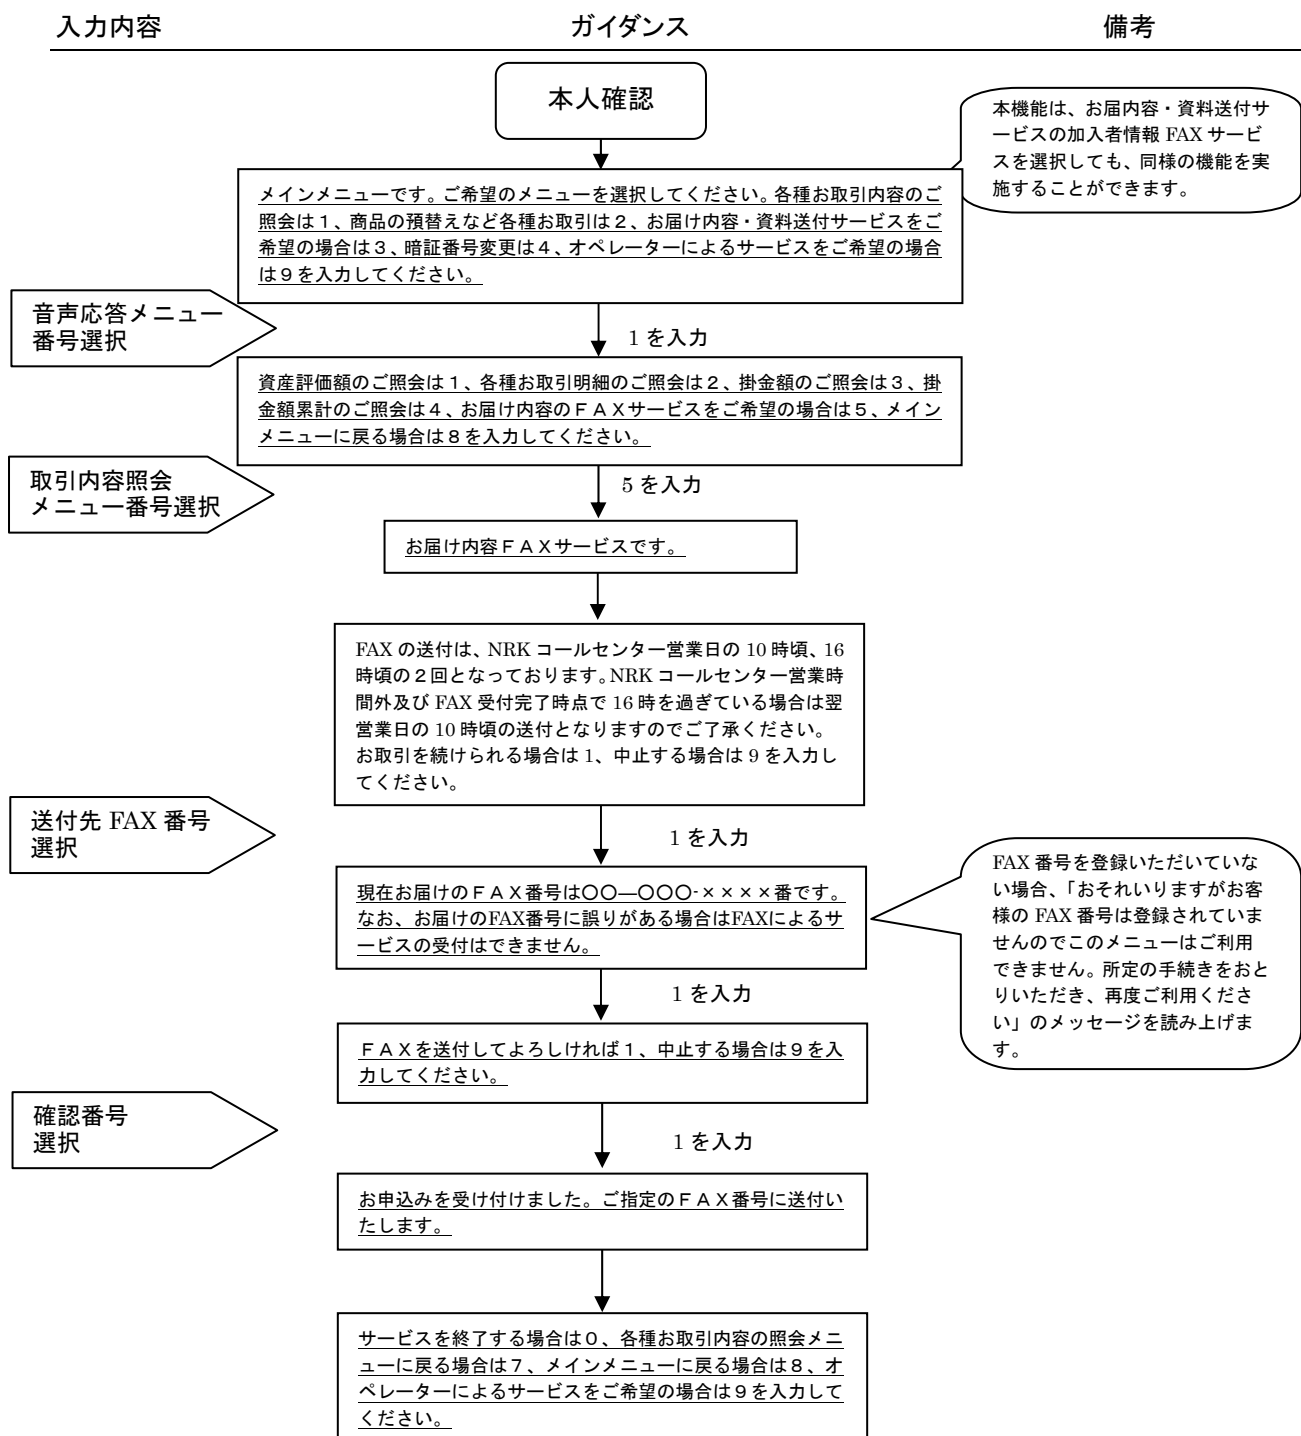 入力内容
ガイダンス
備考
本人確認
本機能は、お届内容・資料送付サ
ービスの加入者情報 FAX サービ
スを選択しても、同様の機能を実
施することができます。
メインメニューです。ご希望のメニューを選択してください。各種お取引内容のご
照会は１、商品の預替えなど各種お取引は２、お届け内容・資料送付サービスをご
希望の場合は３、暗証番号変更は４、オペレーターによるサービスをご希望の場合
は９を入力してください。
音声応答メニュー
番号選択
1 を入力
資産評価額のご照会は１、各種お取引明細のご照会は２、掛金額のご照会は３、掛
金額累計のご照会は４、お届け内容のＦＡＸサービスをご希望の場合は５、メイン
メニューに戻る場合は８を入力してください。
取引内容照会
メニュー番号選択
5 を入力
お届け内容ＦＡＸサービスです。
FAX の送付は、NRK コールセンター営業日の 10 時頃、16
時頃の２回となっております。NRK コールセンター営業時
間外及び FAX 受付完了時点で 16 時を過ぎている場合は翌
営業日の 10 時頃の送付となりますのでご了承ください。
お取引を続けられる場合は 1、中止する場合は 9 を入力し
てください。
送付先 FAX 番号
選択
1 を入力
現在お届けのＦＡＸ番号は〇〇―〇〇〇-××××番です。
なお、お届けのFAX番号に誤りがある場合はFAXによるサ
ービスの受付はできません。
FAX 番号を登録いただいていな
い場合、「おそれいりますがお客
様の FAX 番号は登録されていま
せんのでこのメニューはご利用
できません。所定の手続きをおと
りいただき、再度ご利用くださ
い」のメッセージを読み上げま
す。
1 を入力
ＦＡＸを送付してよろしければ１、中止する場合は９を入
力してください。
確認番号
選択
1 を入力
お申込みを受け付けました。ご指定のＦＡＸ番号に送付い
たします。
サービスを終了する場合は０、各種お取引内容の照会メニ
ューに戻る場合は７、メインメニューに戻る場合は８、オ
ペレーターによるサービスをご希望の場合は９を入力して
ください。